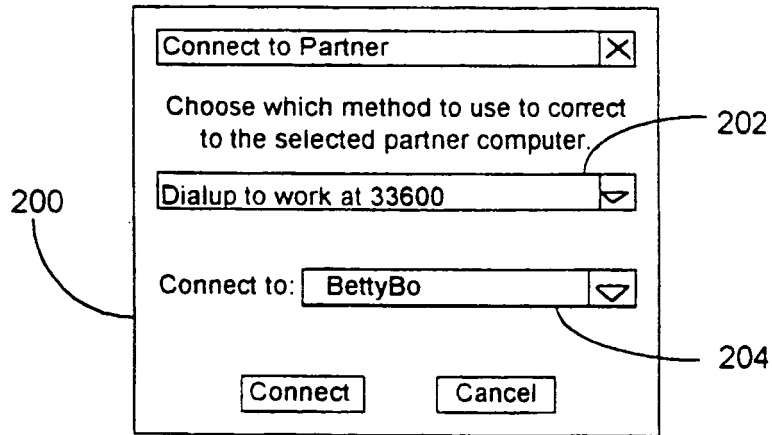 Connect to Partner X
Choose which method to use to correct
to the selected partner computer.
202
Dialup to work at 33600
200
Connect to: BettyBo
204
Connect Cancel